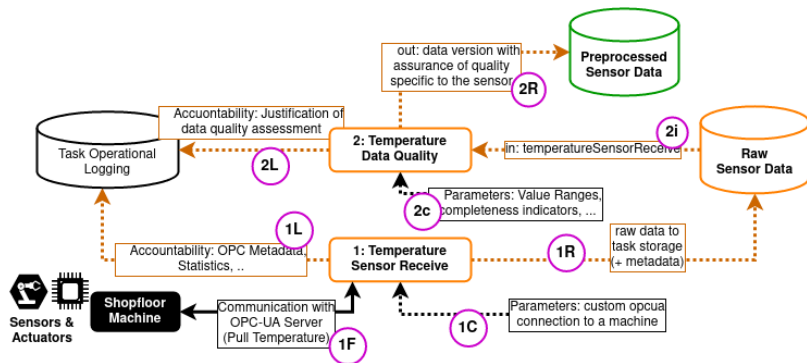 out: data version with
assurance of quality
specific to the sensor
2R
Preprocessed
Sensor Data
Accuontability: Justification of
data quality assessment
2L
Task Operational
Logging
2: Temperature
Data Quality
in: temperatureSensorReceive
2i
Raw
Sensor Data
Parameters: Value Ranges,
completeness indicators, ...
2c
1L
Accountability: OPC Metadata,
Statistics, ..
1: Temperature
Sensor Receive
1R
raw data to
task storage
(+ metadata)
Sensors &
Actuators
Shopfloor
Machine
Communication with
OPC-UA Server
(Pull Temperature)
1F
1C
Parameters: custom opcua
connection to a machine